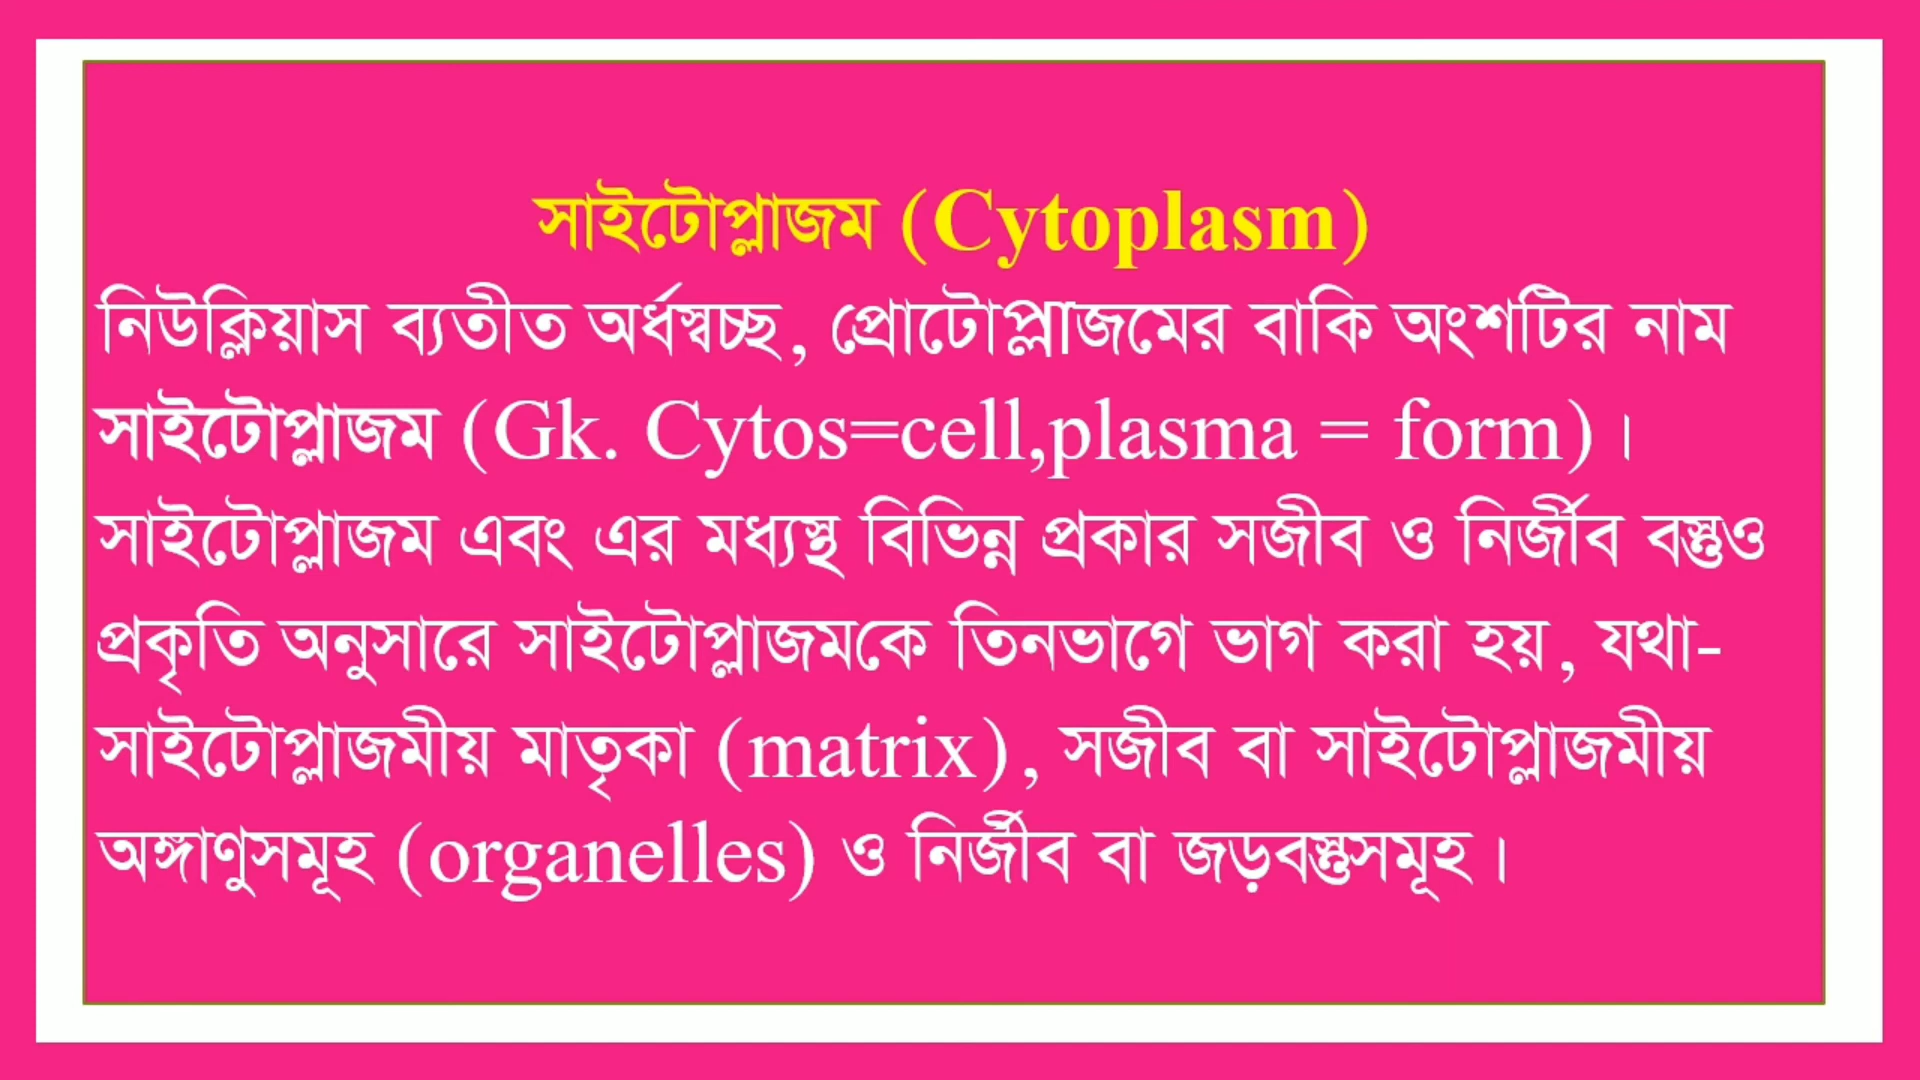 সাইটোপ্লাজম (Cytoplasm)
নিউক্লিয়াস ব্যতীত অর্ধস্বচ্ছ, প্রোটোপ্লাজমের বাকি অংশটির নাম
সাইটোপ্লাজম (Gk. Cytos=cell,plasma = form)।
সাইটোপ্লাজম এবং এর মধ্যস্থ বিভিন্ন প্রকার সজীব ও নির্জীব বস্তুও
প্রকৃতি অনুসারে সাইটোপ্লাজমকে তিনভাগে ভাগ করা হয়, যথা-
সাইটোপ্লাজমীয় মাতৃকা (matrix), সজীব বা সাইটোপ্লাজমীয়
অঙ্গাণুসমূহ (organelles) ও নির্জীব বা জড়বস্তুসমূহ।